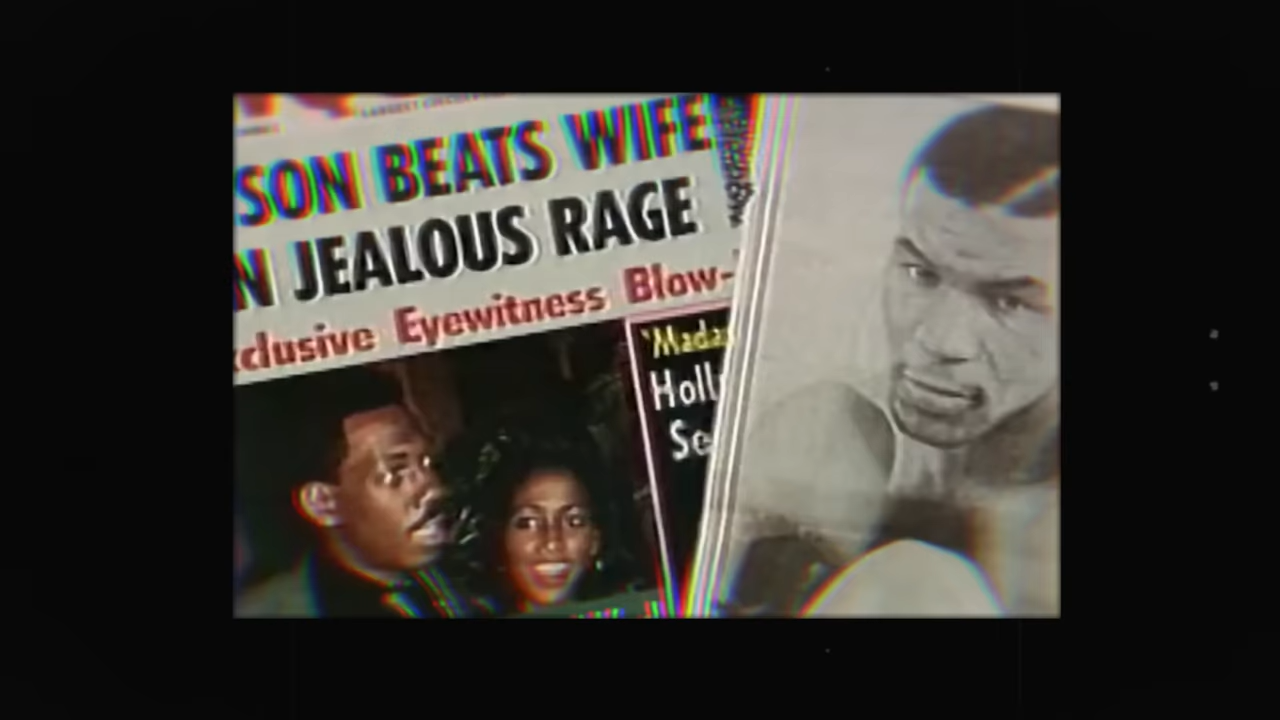 SON BEATS WIFE
N JEALOUS RAGE
xclusive Eyewitness Blow-
'Mada
Holl
Se